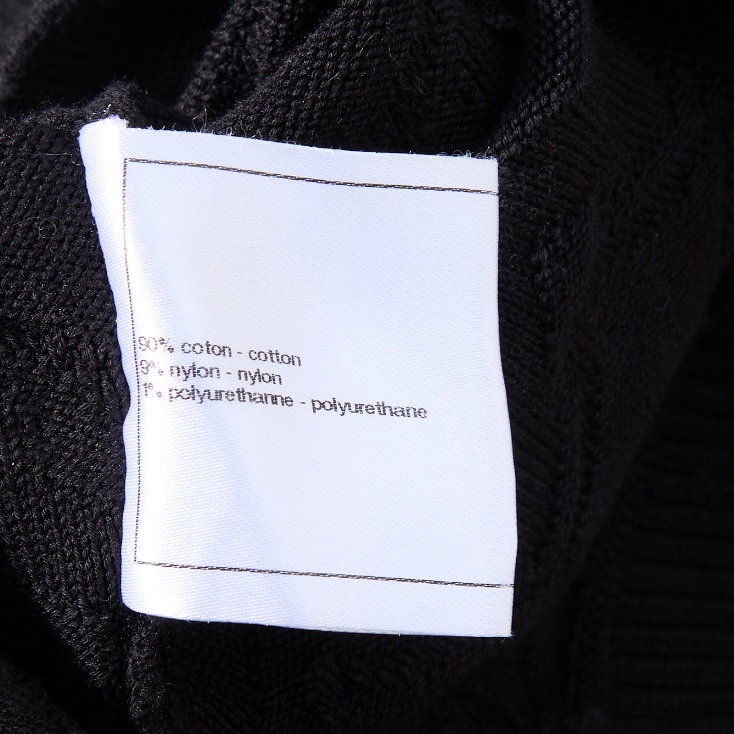 90% coton - cotton
9% nylon - nylon
1% polyurethanne - polyurethane